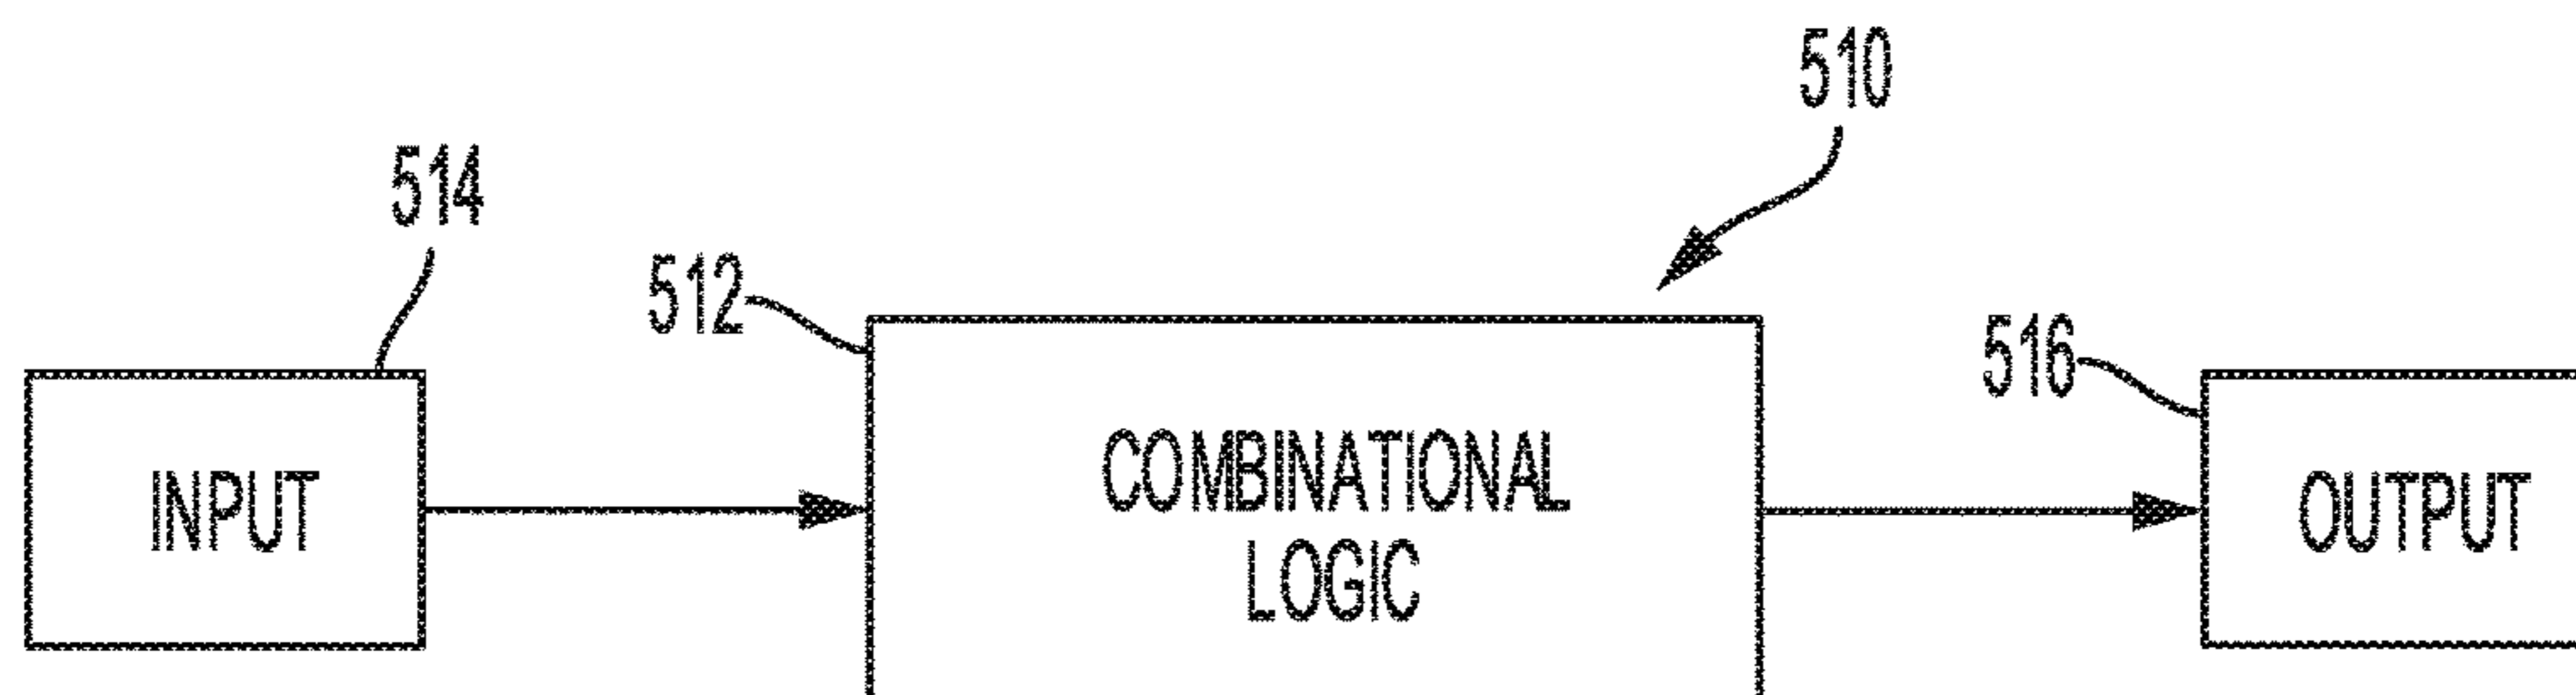 510
514
512
516
INPUT
COMBINATIONAL
LOGIC
OUTPUT